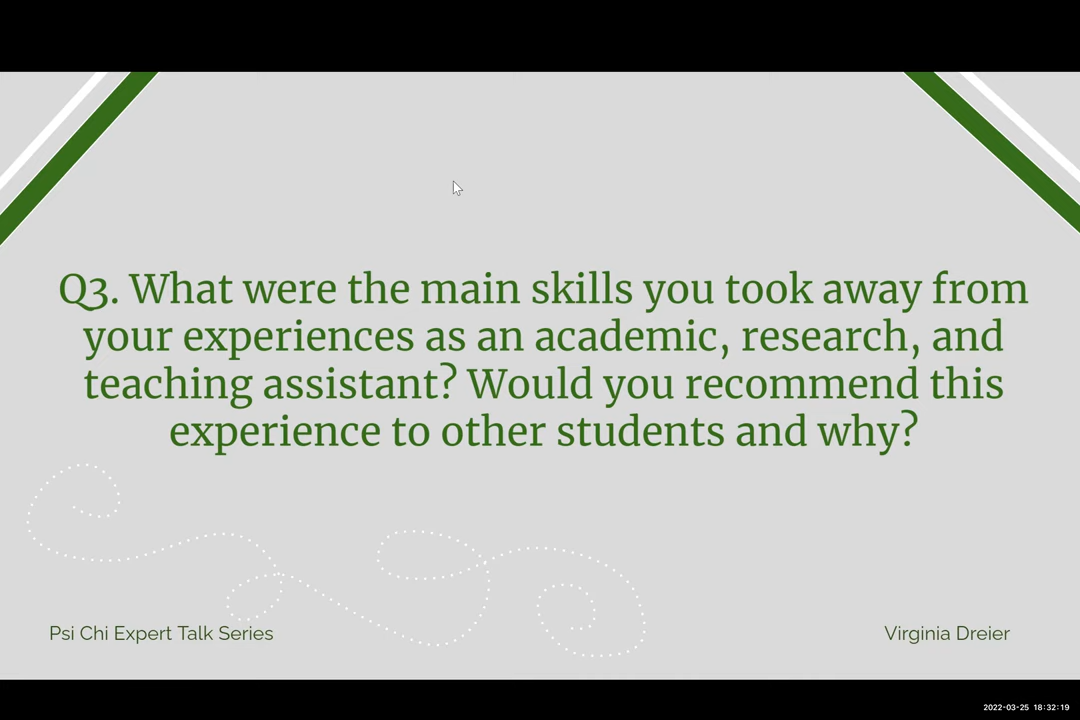 Q3. What were the main skills you took away from
your experiences as an academic, research, and
teaching assistant? Would you recommend this
experience to other students and why?
Psi Chi Expert Talk Series
Virginia Dreier
2022-03-25 18:32:19